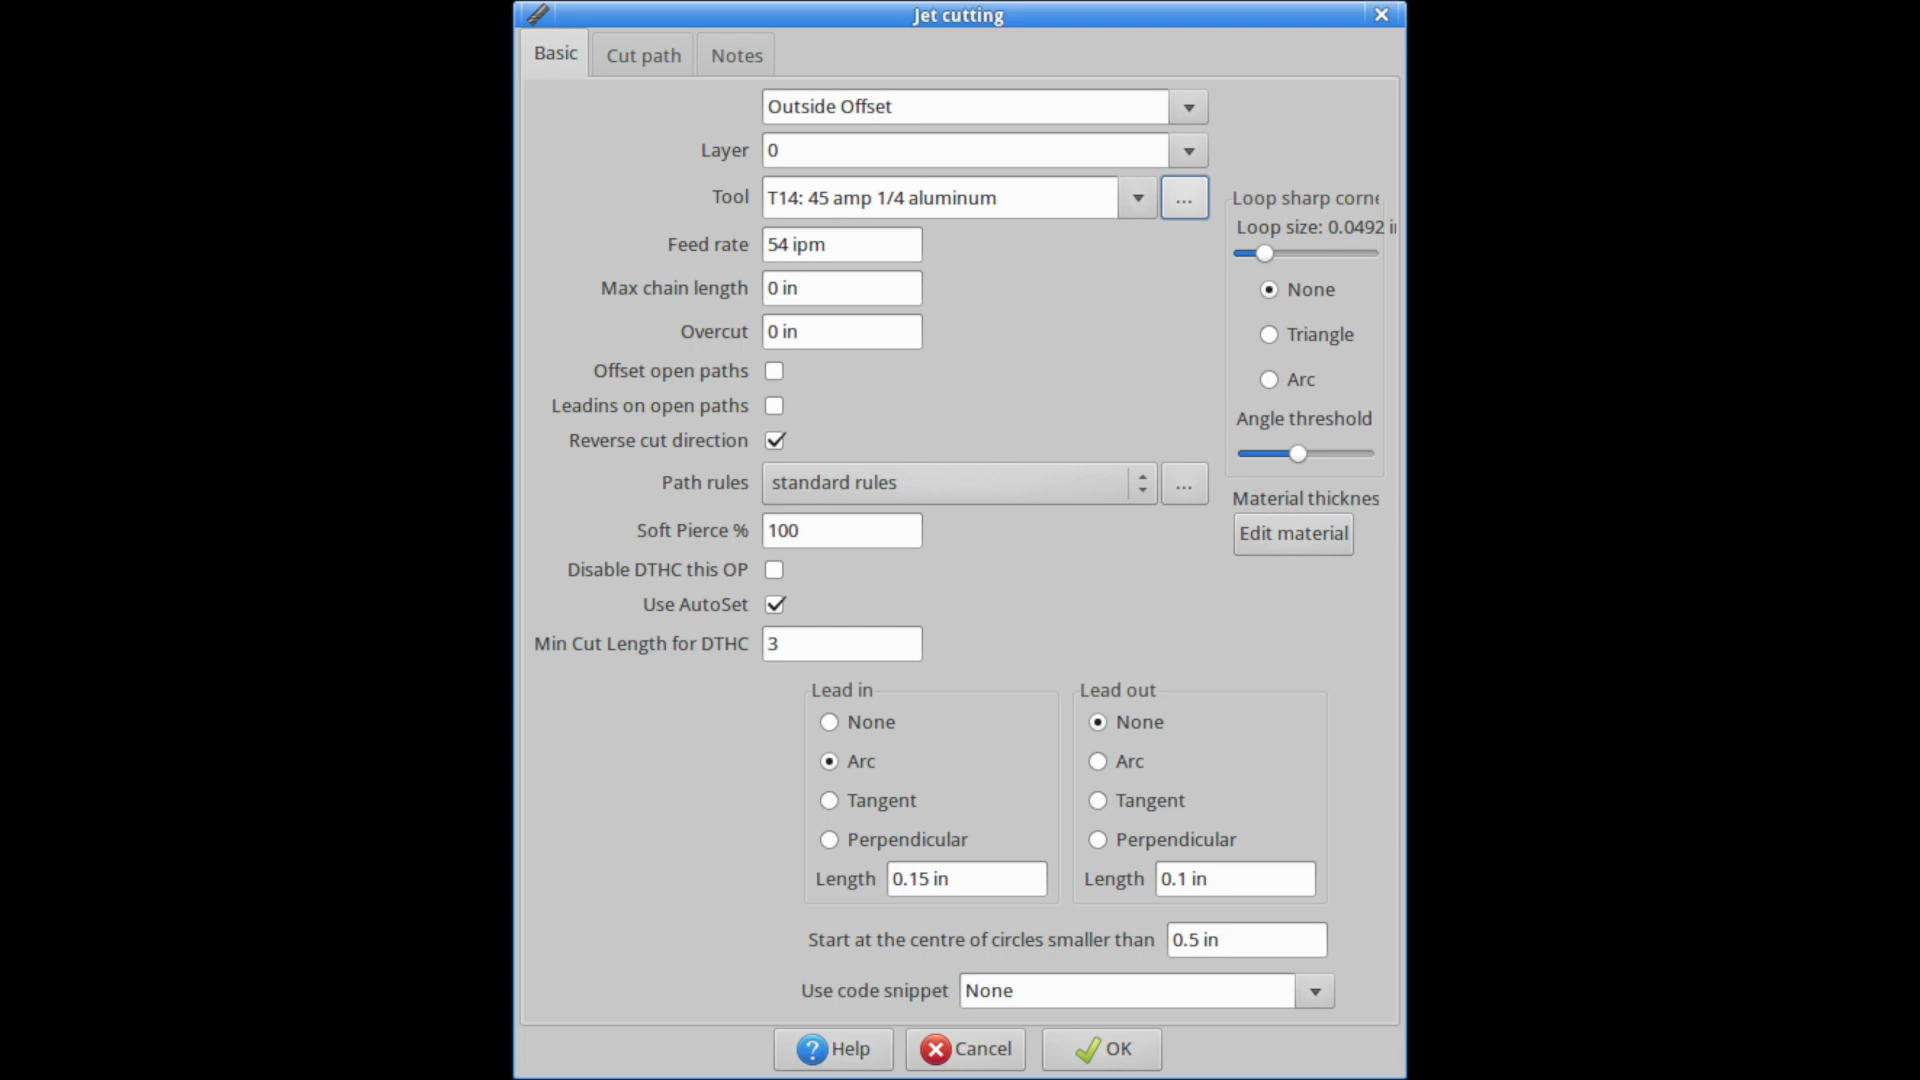 Jet cutting
Basic
Cut path
Notes
Outside Offset
Layer 0
Tool T14: 45 amp 1/4 aluminum ...
Feed rate 54 ipm
Max chain length 0 in
Overcut 0 in
Offset open paths
Leadins on open paths
Reverse cut direction
Path rules standard rules ...
Soft Pierce % 100
Disable DTHC this OP
Use AutoSet
Min Cut Length for DTHC 3
Loop sharp corne
Loop size: 0.0492 i
None
Triangle
Arc
Angle threshold
Material thicknes
Edit material
Lead in
None
Arc
Tangent
Perpendicular
Length 0.15 in
Lead out
None
Arc
Tangent
Perpendicular
Length 0.1 in
Start at the centre of circles smaller than 0.5 in
Use code snippet None
? Help
Cancel
OK